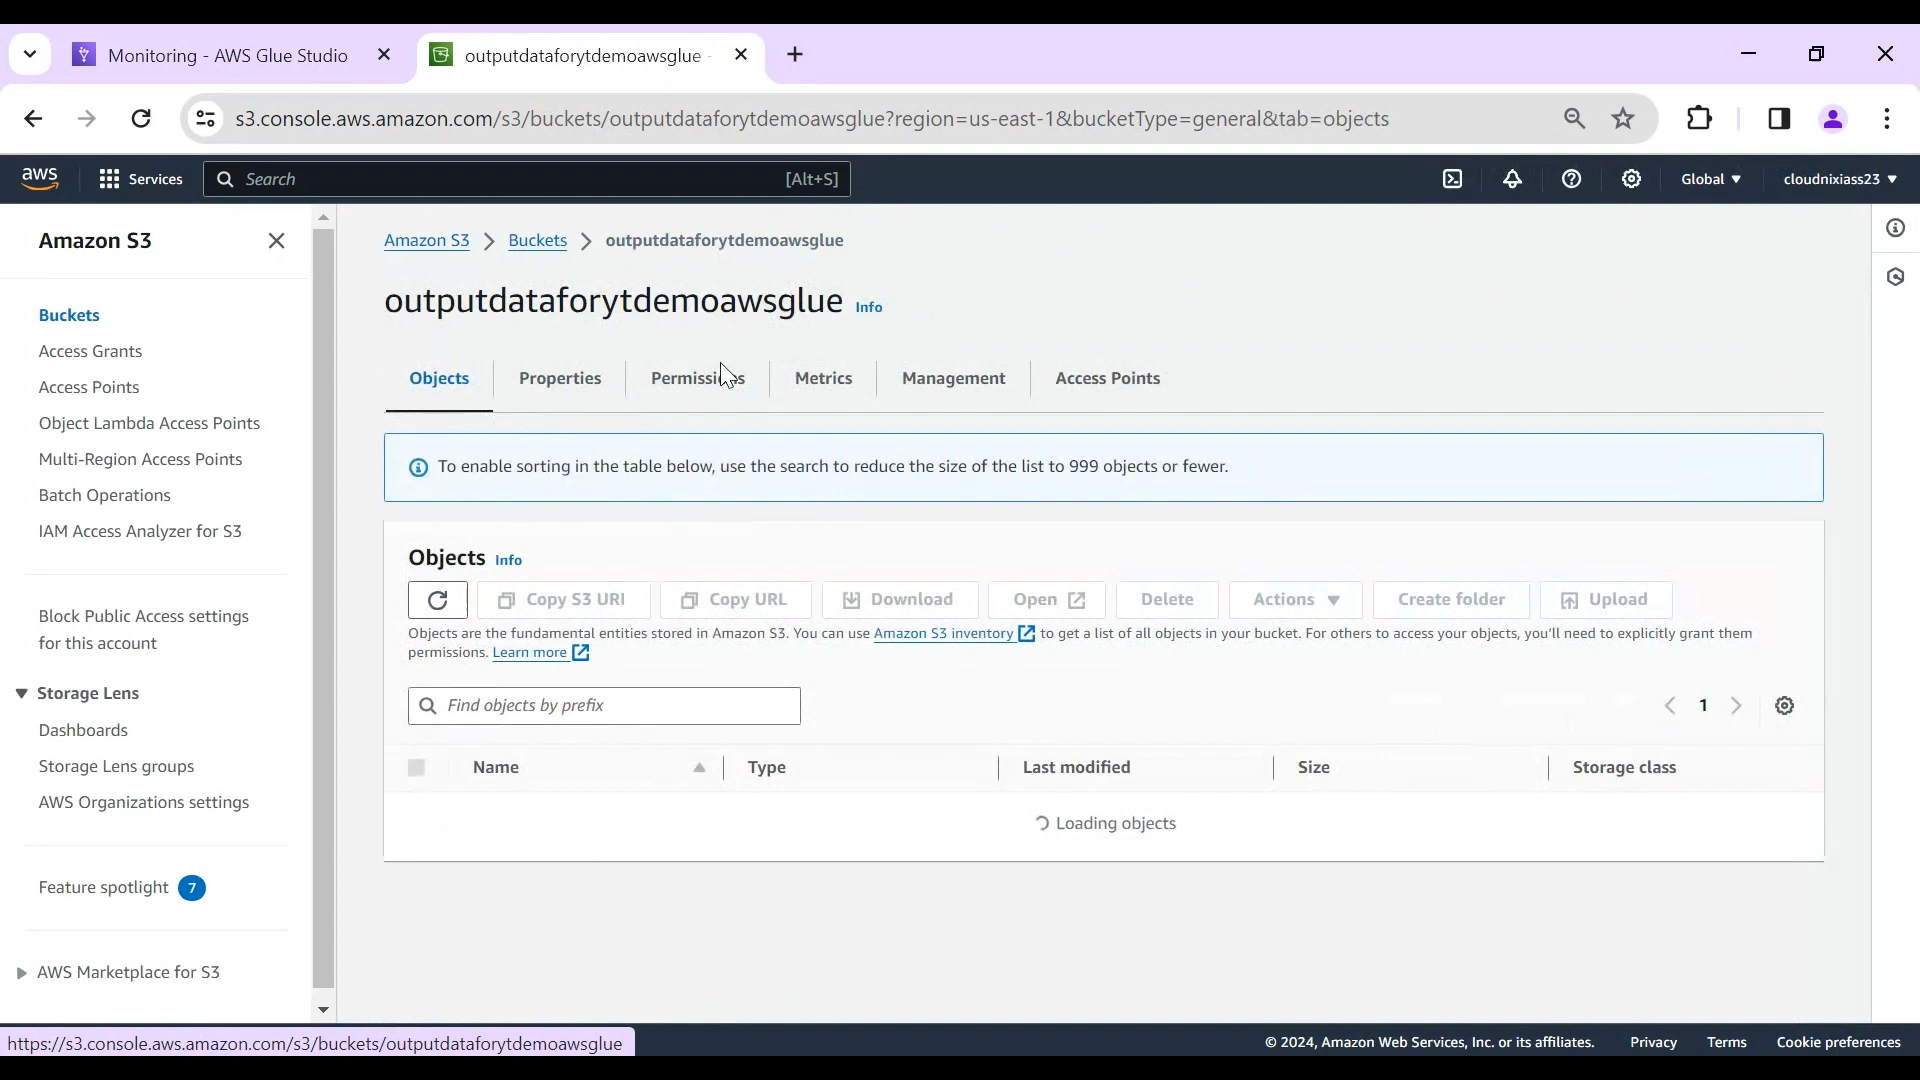 Monitoring - AWS Glue Studio
outputdataforytdemoawsglue -
s3.console.aws.amazon.com/s3/buckets/outputdataforytdemoawsglue?region=us-east-1&bucketType=general&tab=objects
aws
Services
Search
[Alt+S]
Global
cloudnixiass23
Amazon S3
Buckets
Access Grants
Access Points
Object Lambda Access Points
Multi-Region Access Points
Batch Operations
IAM Access Analyzer for S3
Block Public Access settings
for this account
Storage Lens
Dashboards
Storage Lens groups
AWS Organizations settings
Feature spotlight 7
AWS Marketplace for S3
Amazon S3 > Buckets > outputdataforytdemoawsglue
outputdataforytdemoawsglue Info
Objects
Properties
Permissions
Metrics
Management
Access Points
To enable sorting in the table below, use the search to reduce the size of the list to 999 objects or fewer.
Objects Info
Copy S3 URI
Copy URL
Download
Open
Delete
Actions
Create folder
Upload
Objects are the fundamental entities stored in Amazon S3. You can use Amazon S3 inventory to get a list of all objects in your bucket. For others to access your objects, you'll need to explicitly grant them
permissions. Learn more
Find objects by prefix
1
Name
Type
Last modified
Size
Storage class
Loading objects
https://s3.console.aws.amazon.com/s3/buckets/outputdataforytdemoawsglue
© 2024, Amazon Web Services, Inc. or its affiliates.
Privacy
Terms
Cookie preferences